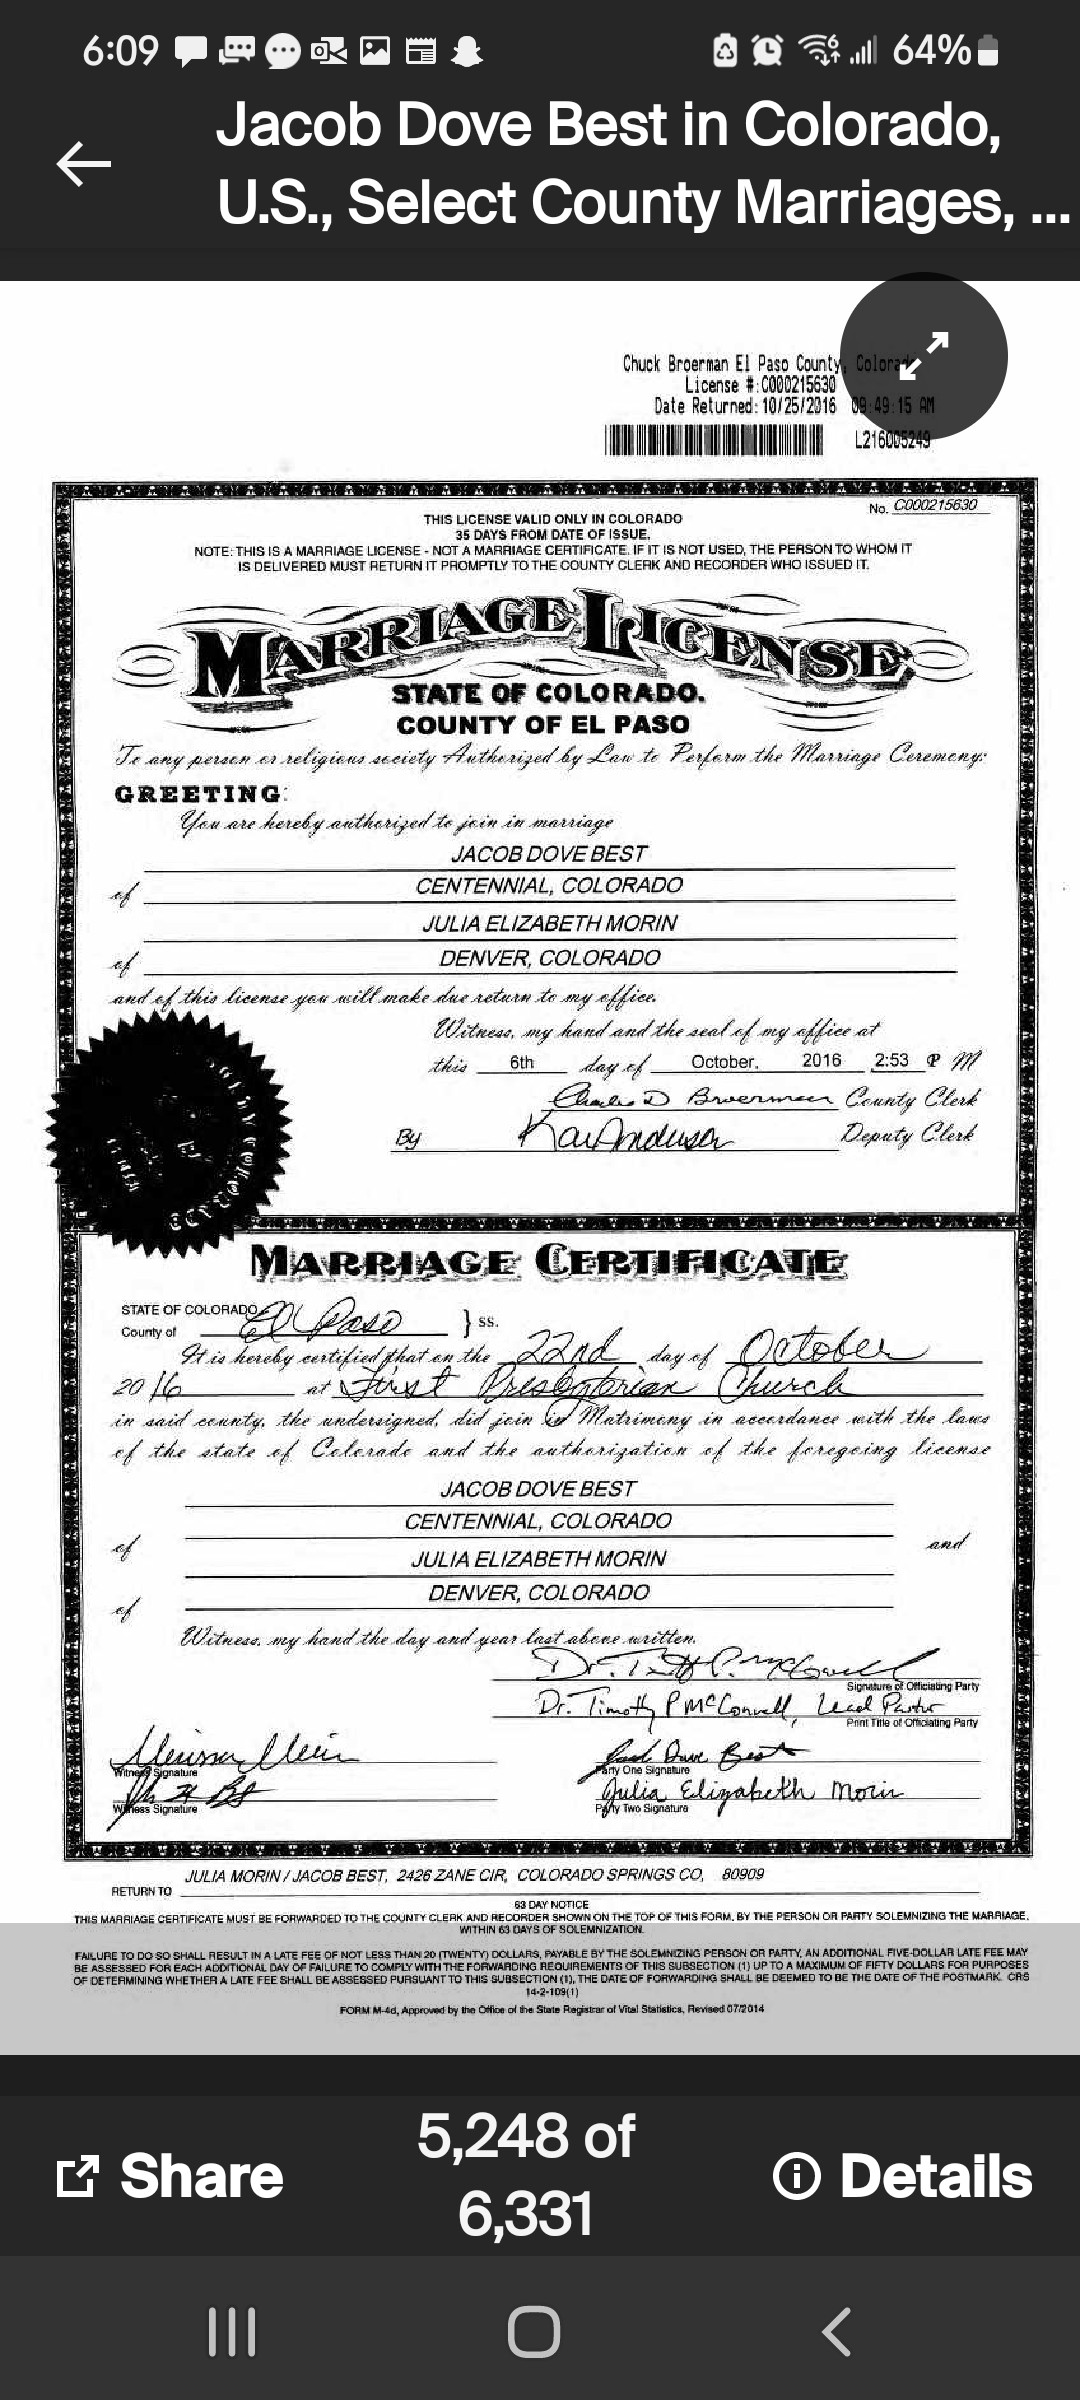 6:09
64%
Jacob Dove Best in Colorado,
U.S., Select County Marriages, ...
Chuck Broerman El Paso County, Colorado
License #:C000215630
Date Returned:10/25/2016 09:49:15 AM
L216005249
No. C000215630
THIS LICENSE VALID ONLY IN COLORADO
35 DAYS FROM DATE OF ISSUE.
NOTE: THIS IS A MARRIAGE LICENSE - NOT A MARRIAGE CERTIFICATE. IF IT IS NOT USED, THE PERSON TO WHOM IT
IS DELIVERED MUST RETURN IT PROMPTLY TO THE COUNTY CLERK AND RECORDER WHO ISSUED IT.
MARRIAGE LICENSE
STATE OF COLORADO.
COUNTY OF EL PASO
To any person or religious society Authorized by Law to Perform the Marriage Ceremony:
GREETING:
You are hereby authorized to join in marriage
JACOB DOVE BEST
of CENTENNIAL, COLORADO
JULIA ELIZABETH MORIN
of DENVER, COLORADO
and of this license you will make due return to my office.
Witness, my hand and the seal of my office at
this 6th day of October, 2016 2:53 P M
Charles D Broerman County Clerk
By Deputy Clerk
MARRIAGE CERTIFICATE
STATE OF COLORADO
County of El Paso } ss.
It is hereby certified that on the 22nd day of October
2016 at First Presbyterian Church
in said county, the undersigned, did join in Matrimony in accordance with the laws
of the state of Colorado and the authorization of the foregoing license
JACOB DOVE BEST
of CENTENNIAL, COLORADO and
JULIA ELIZABETH MORIN
of DENVER, COLORADO
Witness, my hand the day and year last above written.
Signature of Officiating Party
Dr. Timothy P McConnell, Lead Pastor
Print Title of Officiating Party
Witness Signature
Jacob Dove Best
Party One Signature
Witness Signature
Julia Elizabeth Morin
Party Two Signature
JULIA MORIN / JACOB BEST, 2426 ZANE CIR, COLORADO SPRINGS CO, 80909
RETURN TO
63 DAY NOTICE
THIS MARRIAGE CERTIFICATE MUST BE FORWARDED TO THE COUNTY CLERK AND RECORDER SHOWN ON THE TOP OF THIS FORM, BY THE PERSON OR PARTY SOLEMNIZING THE MARRIAGE,
WITHIN 63 DAYS OF SOLEMNIZATION.
FAILURE TO DO SO SHALL RESULT IN A LATE FEE OF NOT LESS THAN 20 (TWENTY) DOLLARS, PAYABLE BY THE SOLEMNIZING PERSON OR PARTY, AN ADDITIONAL FIVE-DOLLAR LATE FEE MAY
BE ASSESSED FOR EACH ADDITIONAL DAY OF FAILURE TO COMPLY WITH THE FORWARDING REQUIREMENTS OF THIS SUBSECTION (1) UP TO A MAXIMUM OF FIFTY DOLLARS FOR PURPOSES
OF DETERMINING WHETHER A LATE FEE SHALL BE ASSESSED PURSUANT TO THIS SUBSECTION (1), THE DATE OF FORWARDING SHALL BE DEEMED TO BE THE DATE OF THE POSTMARK. CRS
14-2-109(1)
FORM M-4d, Approved by the Office of the State Registrar of Vital Statistics, Revised 07/2014
Share
5,248 of
6,331
Details